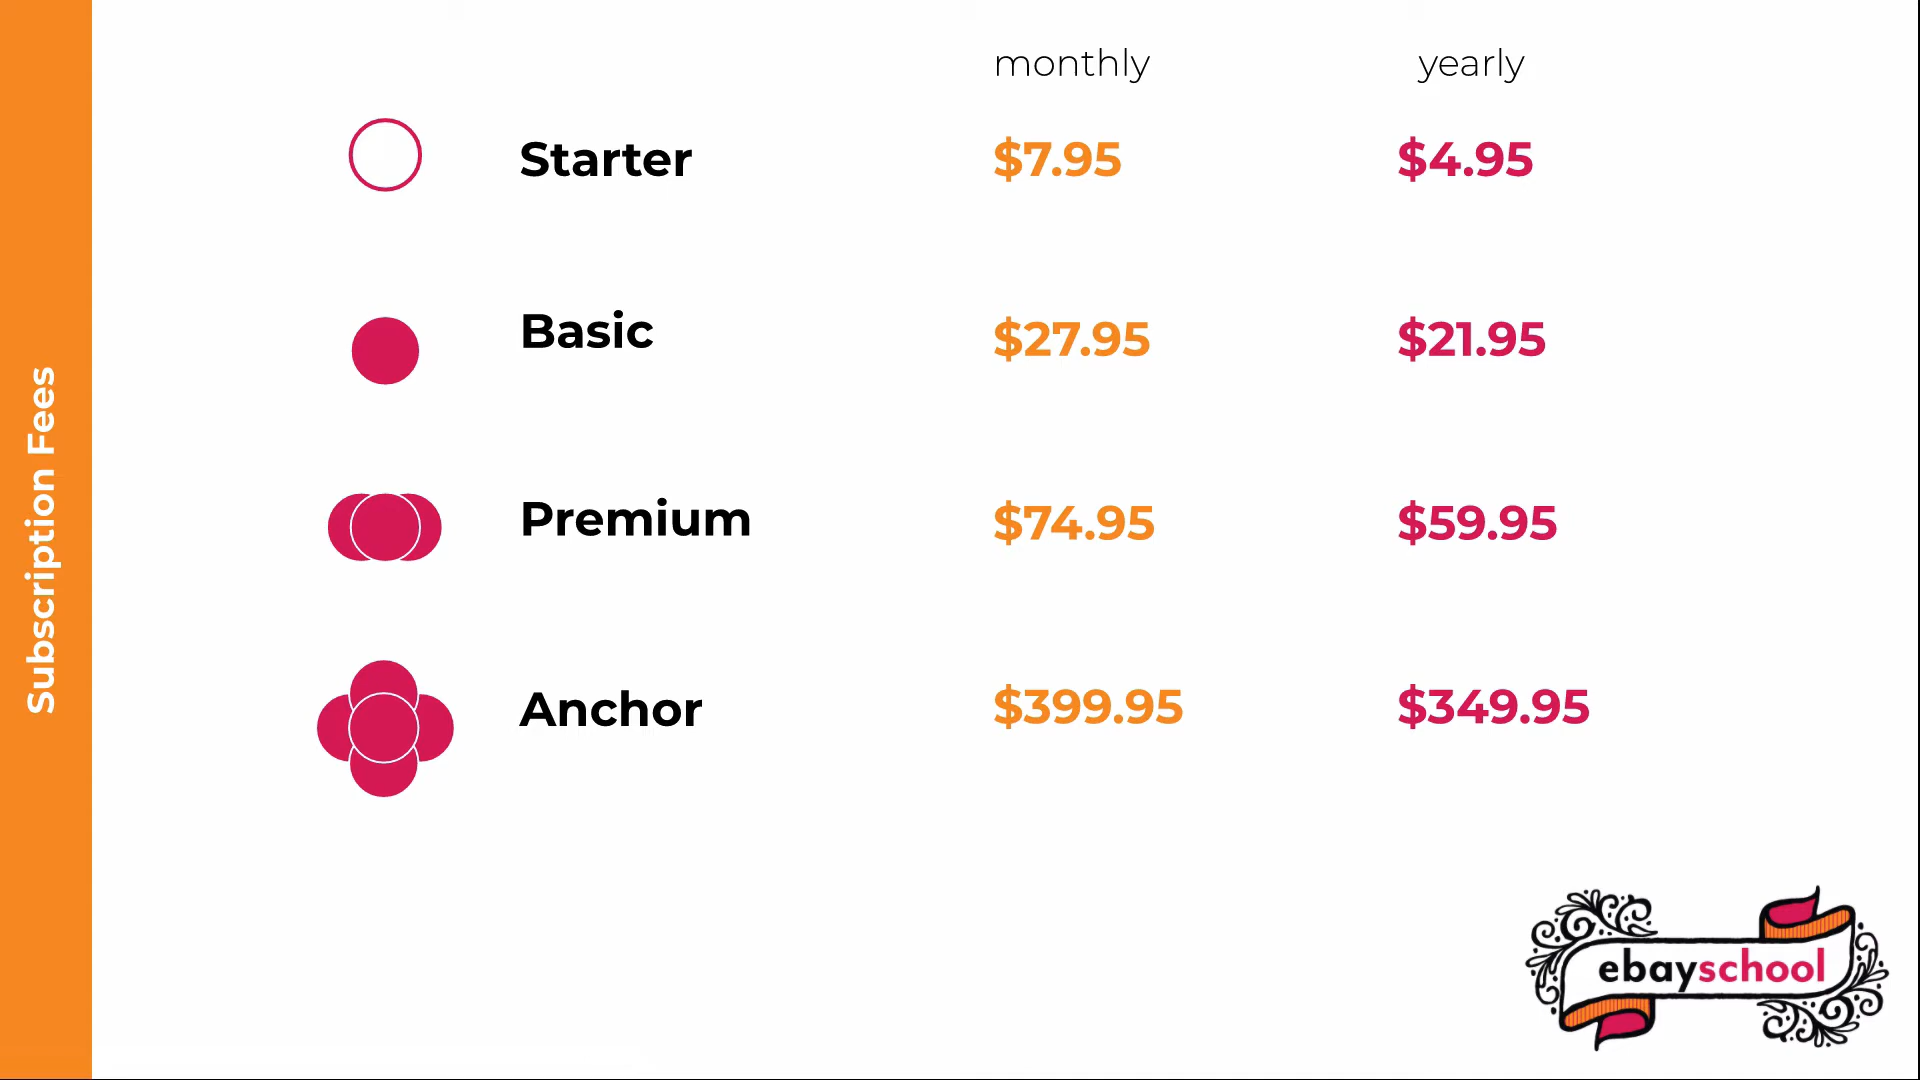 Subscription Fees
monthly yearly
Starter $7.95 $4.95
Basic $27.95 $21.95
Premium $74.95 $59.95
Anchor $399.95 $349.95
ebayschool